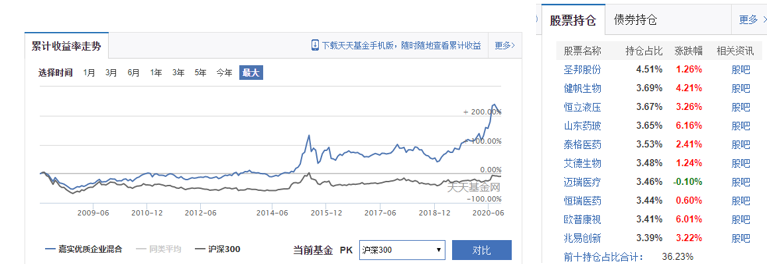 累计收益率走势
下载天天基金手机版，随时随地查看累计收益
更多>
选择时间 1月 3月 6月 1年 3年 5年 今年 最大
200.00%
100.00%
0.00%
-100.00%
天天基金网
2009-06 2010-12 2012-06 2014-06 2015-12 2017-06 2018-12 2020-06
嘉实优质企业混合 同类平均 沪深300
当前基金 PK 沪深300 对比
股票持仓 债券持仓 更多 >
股票名称 持仓占比 涨跌幅 相关资讯
圣邦股份 4.51% 1.26% 股吧
健帆生物 3.69% 4.21% 股吧
恒立液压 3.67% 3.26% 股吧
山东药玻 3.65% 6.16% 股吧
泰格医药 3.53% 2.41% 股吧
艾德生物 3.48% 1.24% 股吧
迈瑞医疗 3.46% -0.10% 股吧
恒瑞医药 3.44% 0.60% 股吧
欧普康视 3.41% 6.01% 股吧
兆易创新 3.39% 3.22% 股吧
前十持仓占比合计： 36.23%